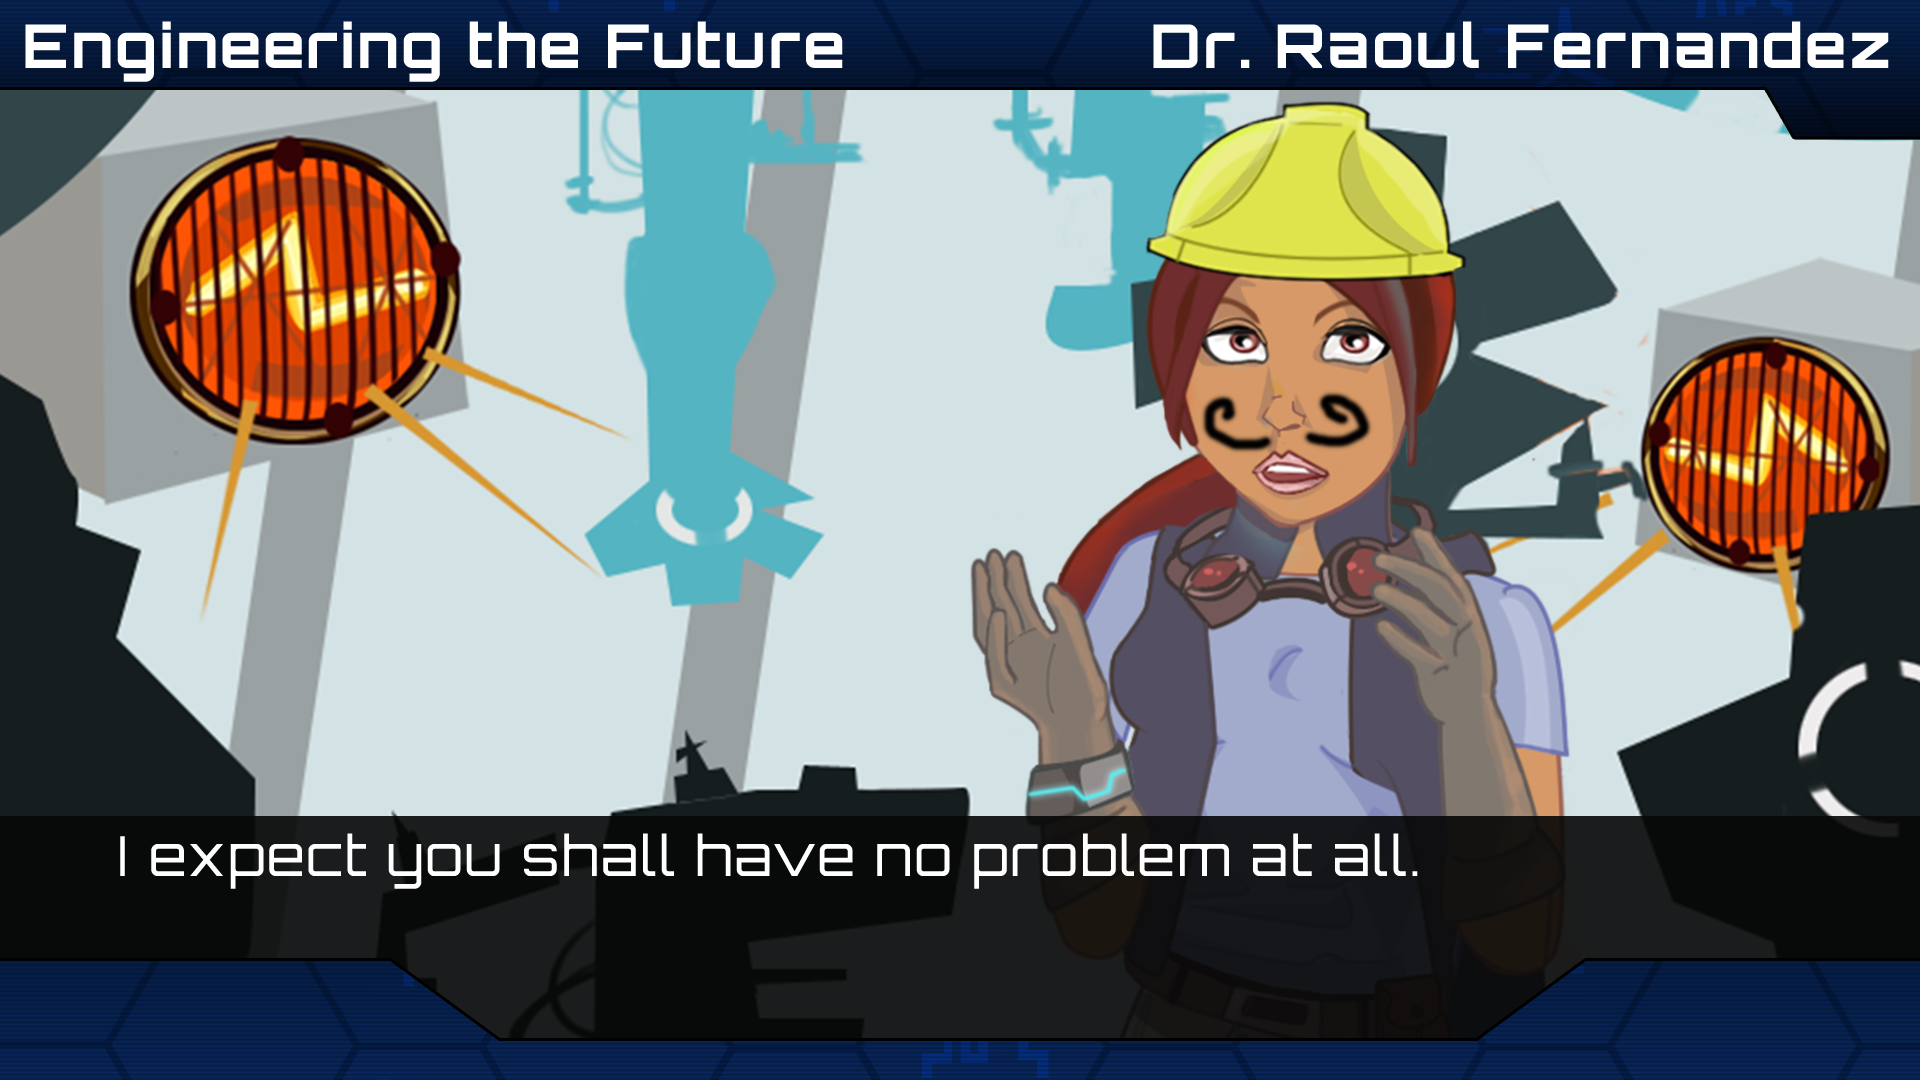 Engineering the Future
Dr. Raoul Fernandez
I expect you shall have no problem at all.